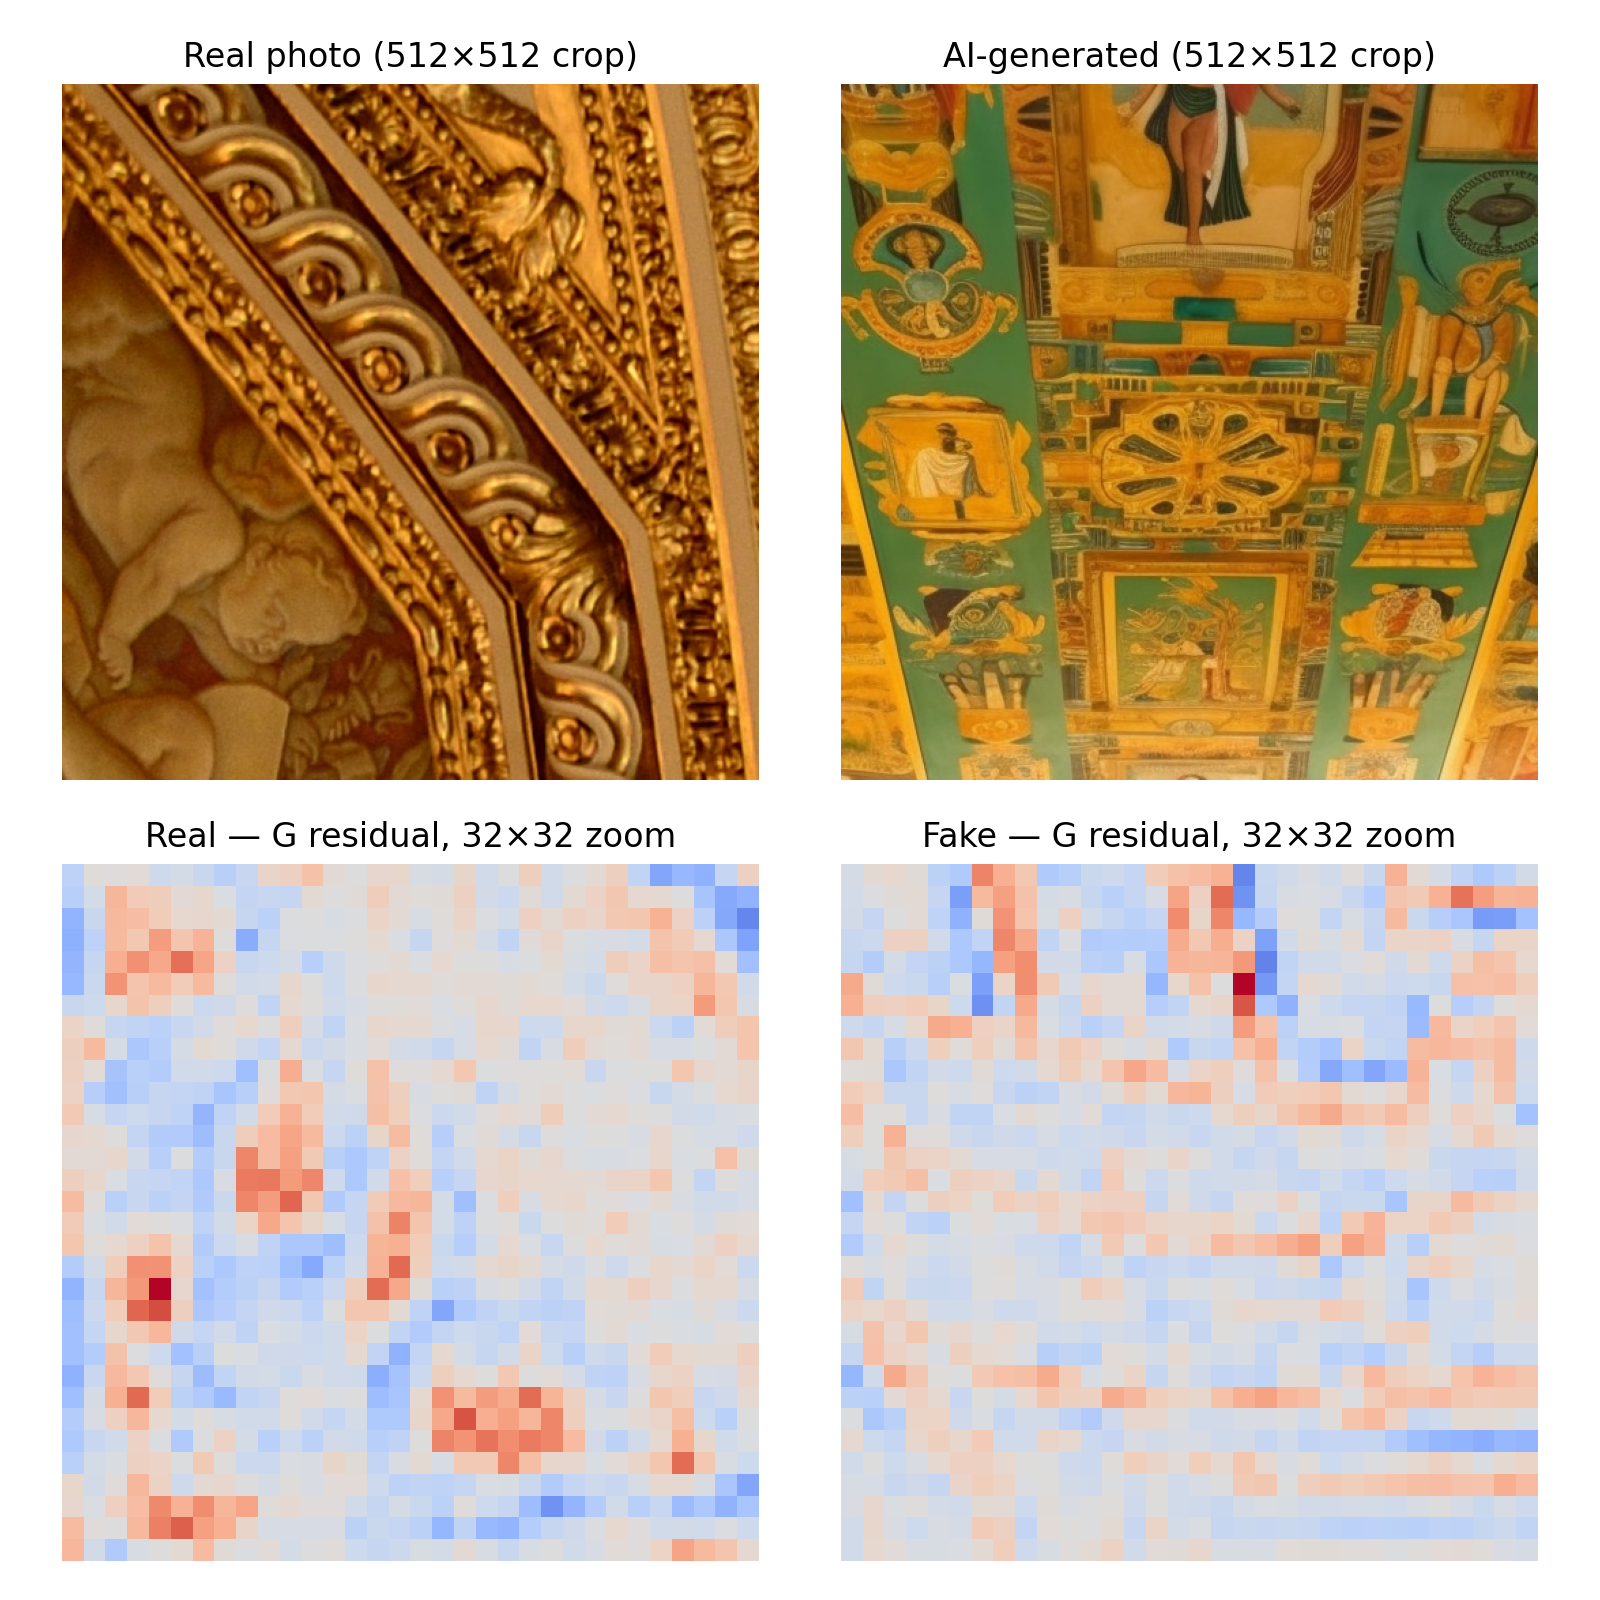 Real photo (512×512 crop)
AI-generated (512×512 crop)
Real — G residual, 32×32 zoom
Fake — G residual, 32×32 zoom